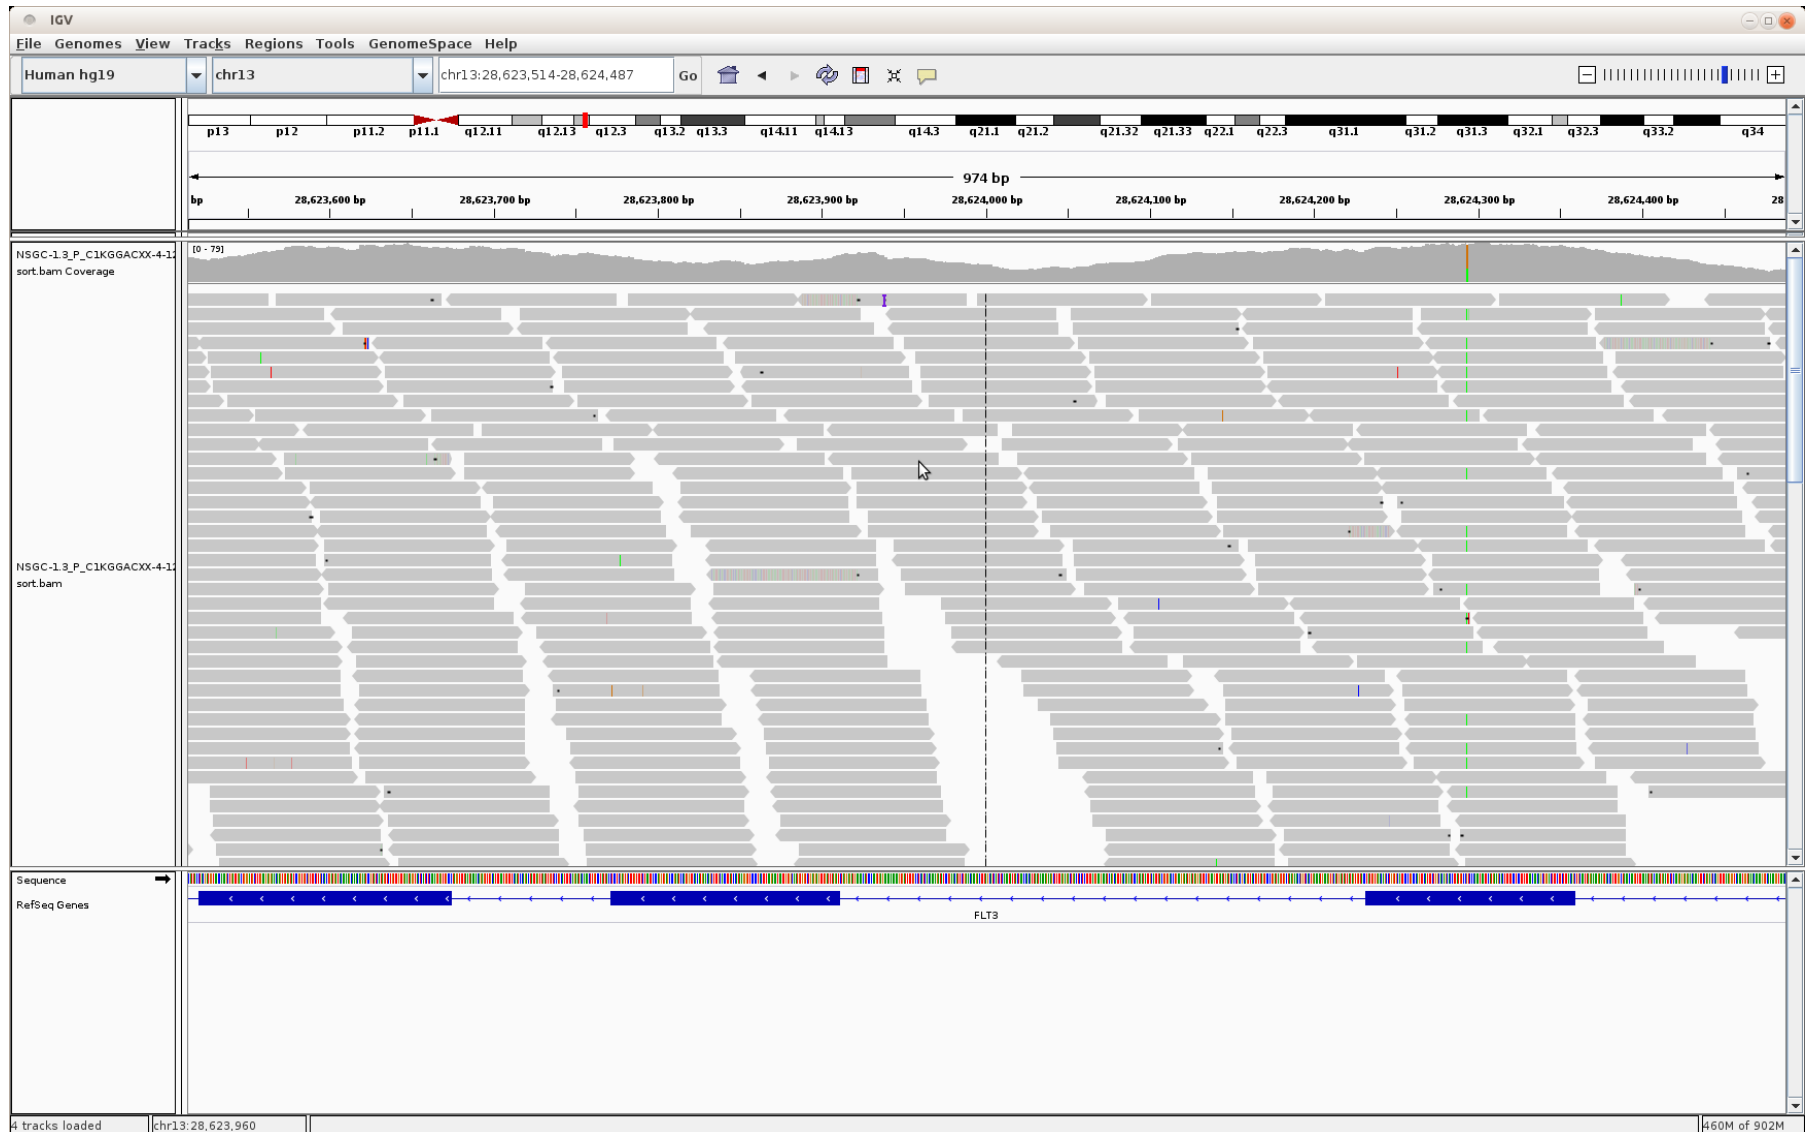 IGV
File Genomes View Tracks Regions Tools GenomeSpace Help
Human hg19 chr13 chr13:28,623,514-28,624,487 Go
p13 p12 p11.2 p11.1 q12.11 q12.13 q12.3 q13.2 q13.3 q14.11 q14.13 q14.3 q21.1 q21.2 q21.32 q21.33 q22.1 q22.3 q31.1 q31.2 q31.3 q32.1 q32.3 q33.2 q34
974 bp
bp 28,623,600 bp 28,623,700 bp 28,623,800 bp 28,623,900 bp 28,624,000 bp 28,624,100 bp 28,624,200 bp 28,624,300 bp 28,624,400 bp 28
[0 - 79]
NSGC-1.3_P_C1KGGACXX-4-12
sort.bam Coverage
NSGC-1.3_P_C1KGGACXX-4-12
sort.bam
Sequence
RefSeq Genes
FLT3
4 tracks loaded chr13:28,623,960 460M of 902M